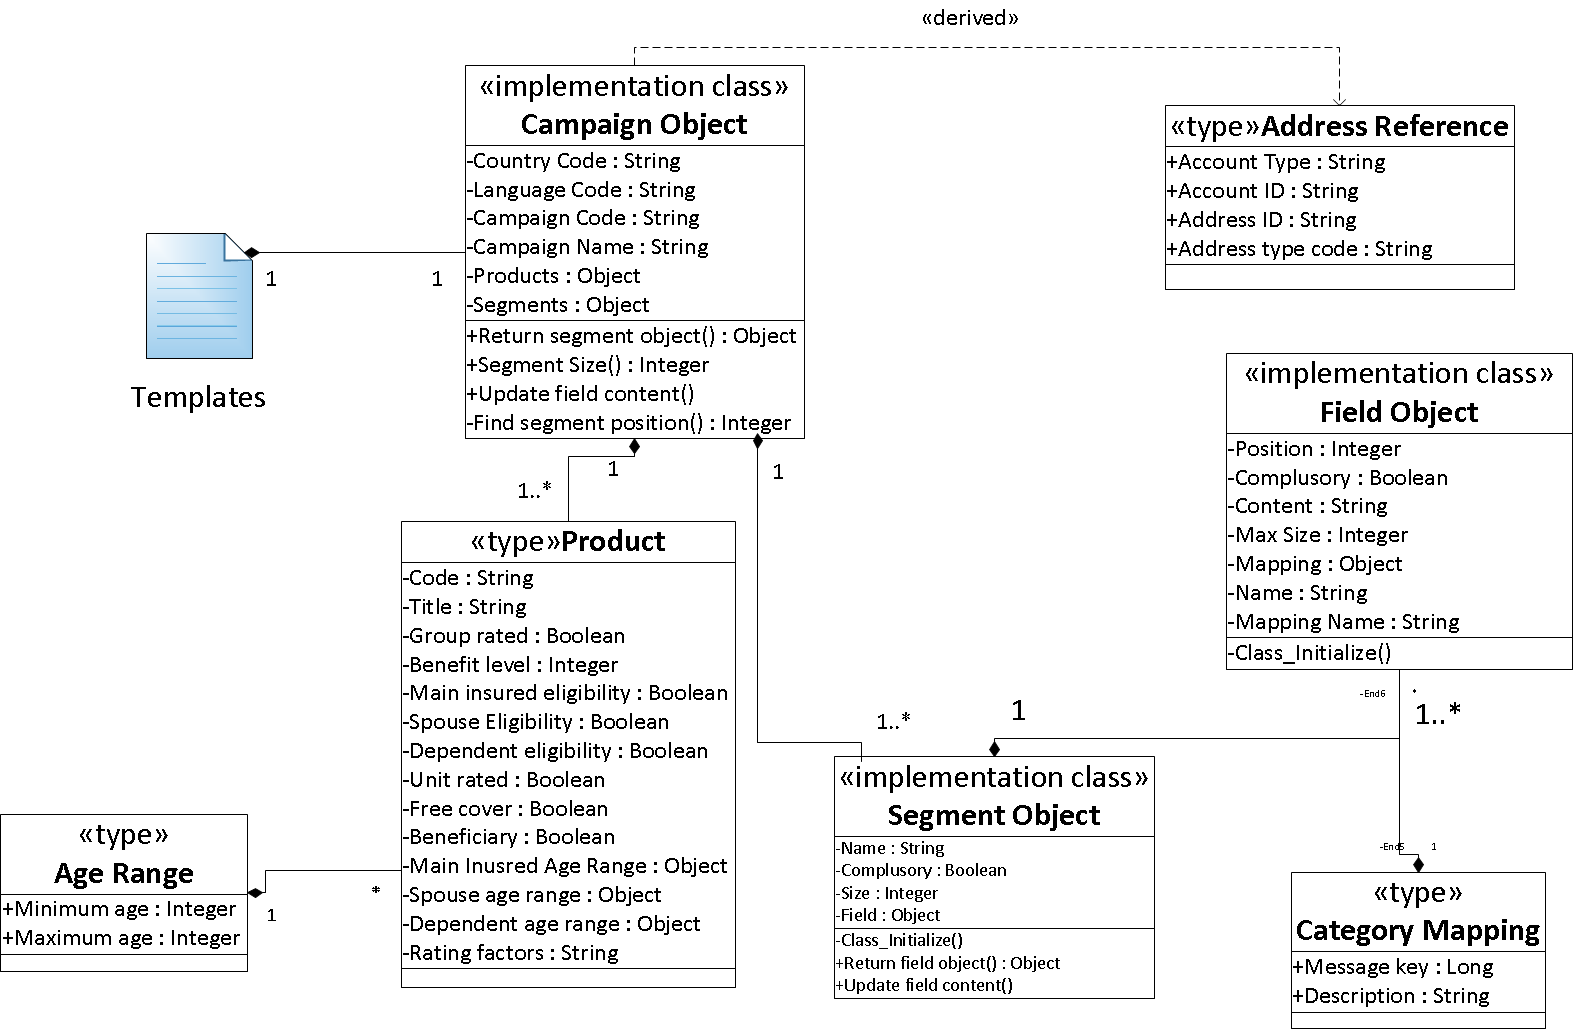 «derived»
«implementation class»
Campaign Object
-Country Code : String
-Language Code : String
-Campaign Code : String
-Campaign Name : String
-Products : Object
-Segments : Object
+Return segment object() : Object
+Segment Size() : Integer
+Update field content()
-Find segment position() : Integer
«type»Address Reference
+Account Type : String
+Account ID : String
+Address ID : String
+Address type code : String
1
1
Templates
«implementation class»
Field Object
-Position : Integer
-Complusory : Boolean
-Content : String
-Max Size : Integer
-Mapping : Object
-Name : String
-Mapping Name : String
-Class_Initialize()
1
1..*
1
«type»Product
-Code : String
-Title : String
-Group rated : Boolean
-Benefit level : Integer
-Main insured eligibility : Boolean
-Spouse Eligibility : Boolean
-Dependent eligibility : Boolean
-Unit rated : Boolean
-Free cover : Boolean
-Beneficiary : Boolean
-Main Inusred Age Range : Object
-Spouse age range : Object
-Dependent age range : Object
-Rating factors : String
-End6
*
1..*
1..*
1
«implementation class»
Segment Object
-Name : String
-Complusory : Boolean
-Size : Integer
-Field : Object
-Class_Initialize()
+Return field object() : Object
+Update field content()
«type»
Age Range
+Minimum age : Integer
+Maximum age : Integer
1
*
-End5
1
«type»
Category Mapping
+Message key : Long
+Description : String